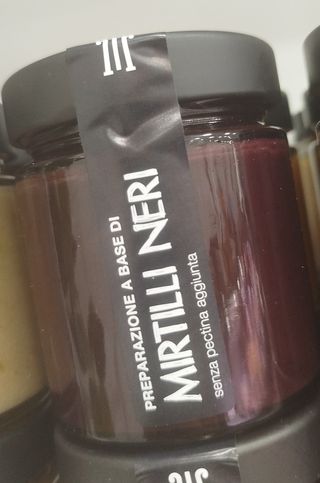 PREPARAZIONE A BASE DI
MIRTILLI NERI
senza pectina aggiunta